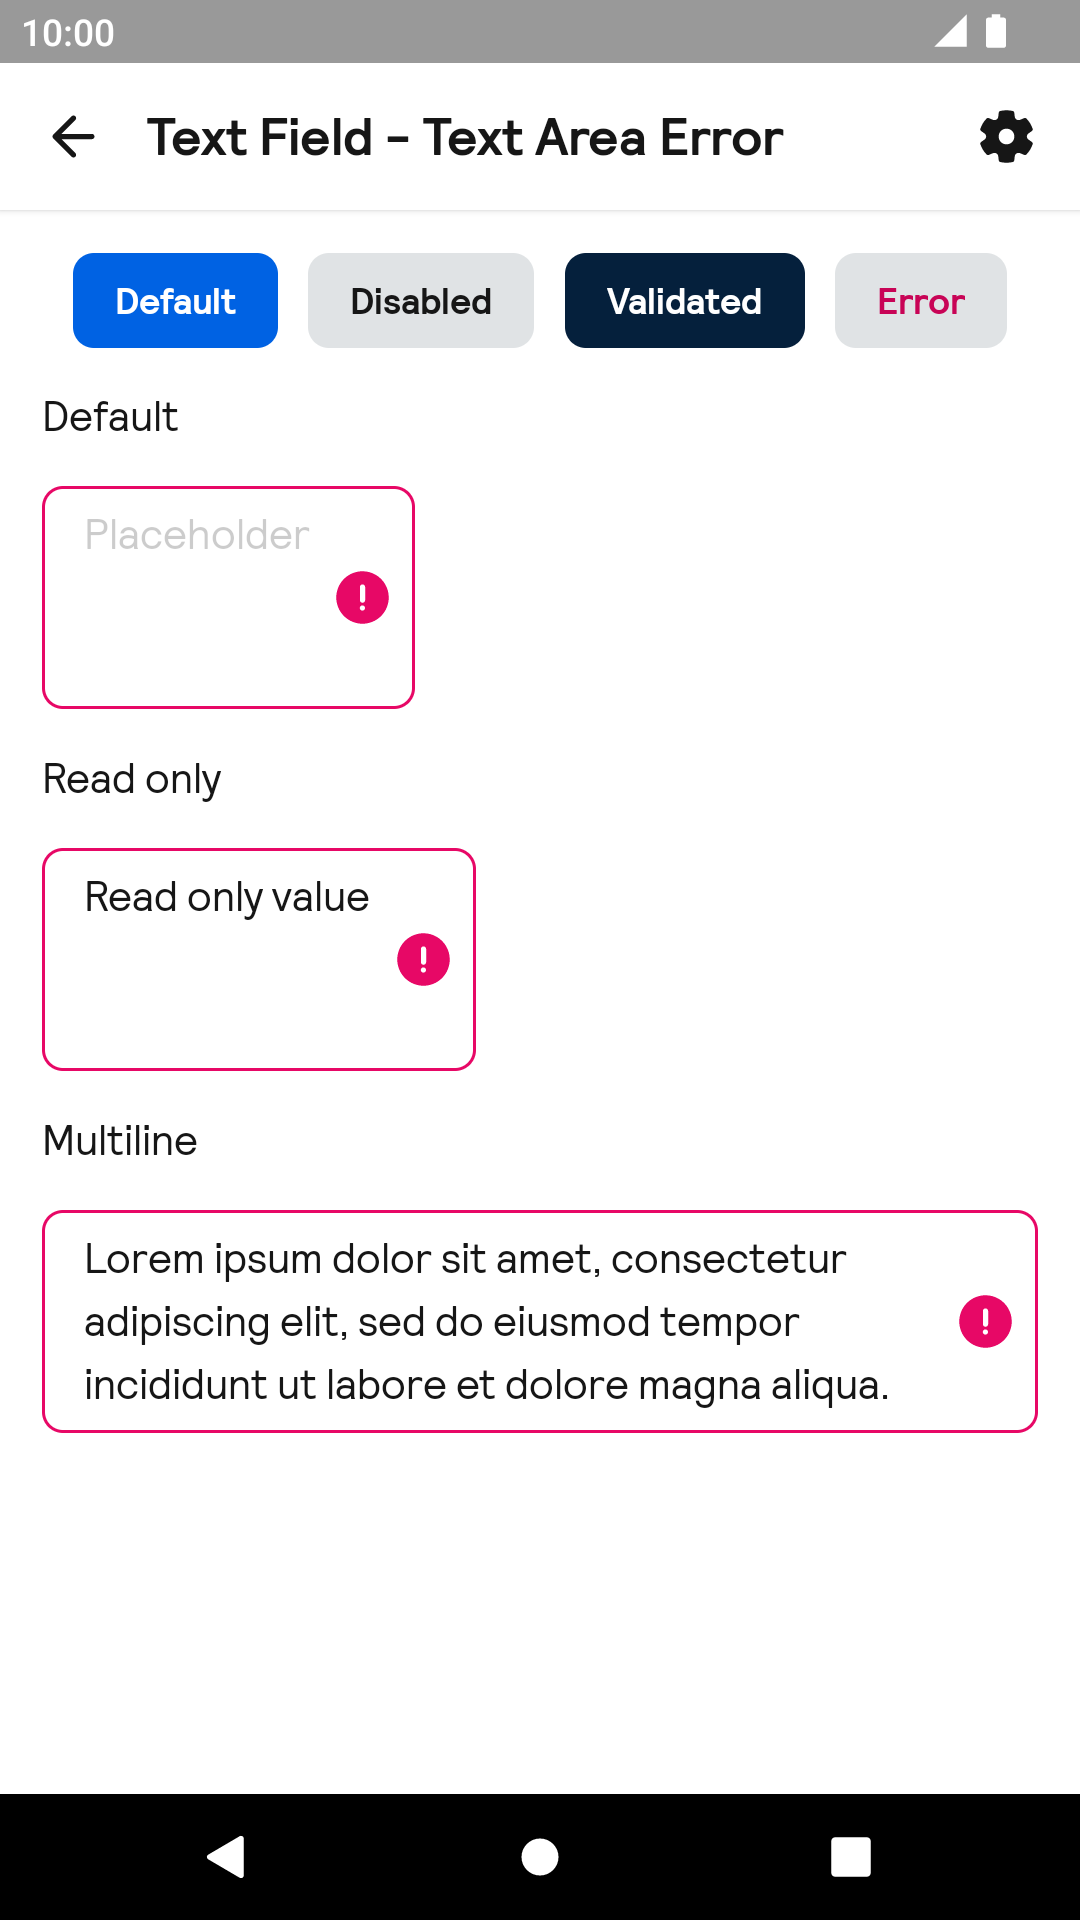 10:00
Text Field - Text Area Error
Default
Disabled
Validated
Error
Default
Placeholder
Read only
Read only value
Multiline
Lorem ipsum dolor sit amet, consectetur
adipiscing elit, sed do eiusmod tempor
incididunt ut labore et dolore magna aliqua.